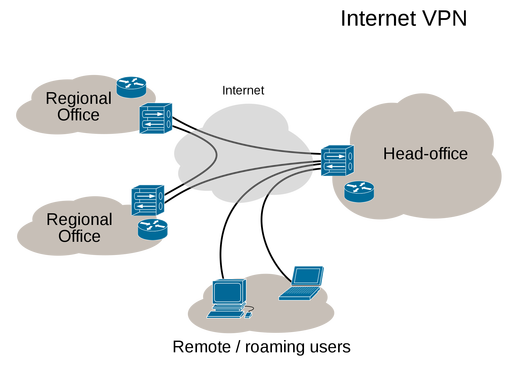 Internet VPN
Internet
Regional
Office
Head-office
Regional
Office
Remote / roaming users